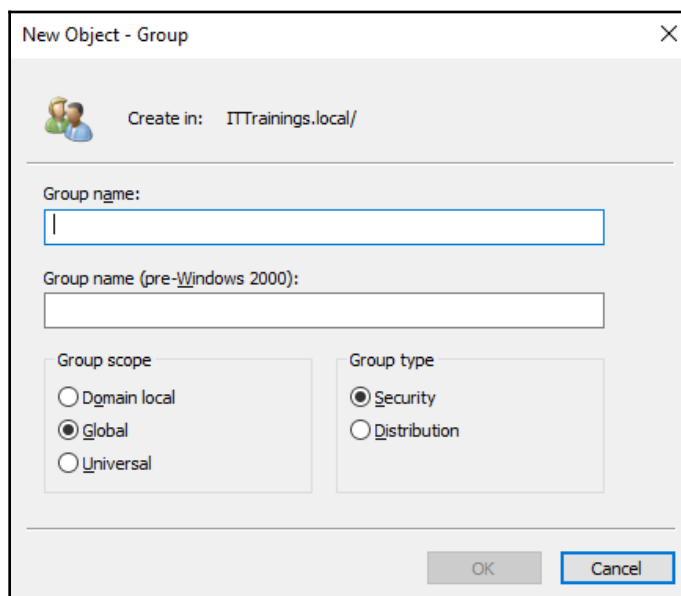 New Object - Group
Create in: ITTrainings.local/
Group name:
Group name (pre-Windows 2000):
Group scope
Domain local
Global
Universal
Group type
Security
Distribution
OK
Cancel